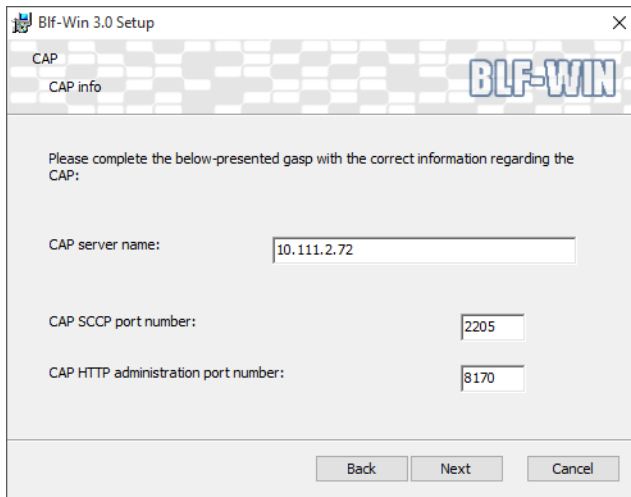 Blf-Win 3.0 Setup
CAP
CAP info
BLF-WIN
Please complete the below-presented gasp with the correct information regarding the
CAP:
CAP server name:
10.111.2.72
CAP SCCP port number:
2205
CAP HTTP administration port number:
8170
Back
Next
Cancel